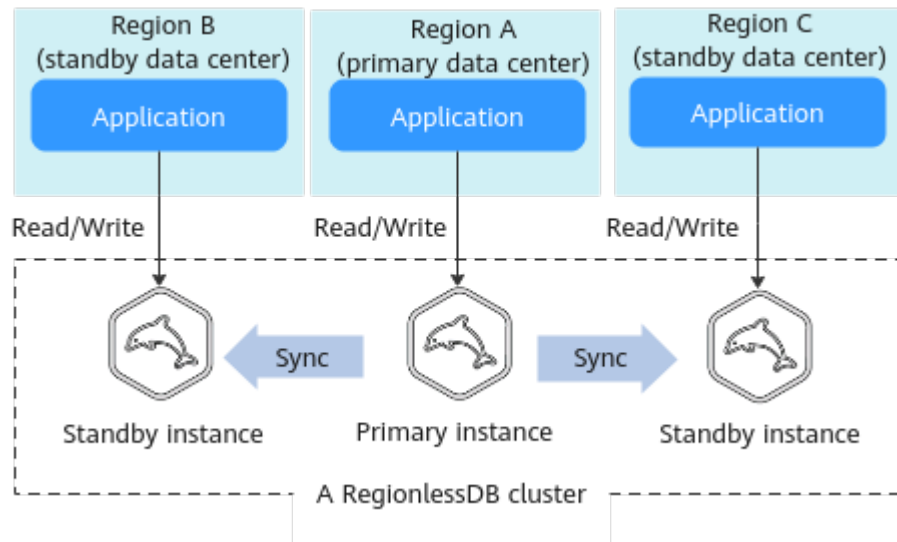 Region B
(standby data center)
Application
Region A
(primary data center)
Application
Region C
(standby data center)
Application
Read/Write
Read/Write
Read/Write
Sync
Sync
Standby instance
Primary instance
Standby instance
A RegionlessDB cluster